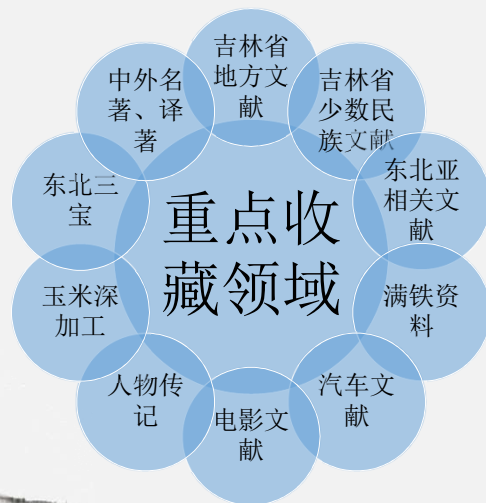 重点收
藏领域
吉林省
地方文
献
吉林省
少数民
族文献
东北亚
相关文
献
满铁资
料
汽车文
献
电影文
献
人物传
记
玉米深
加工
东北三
宝
中外名
著、译
著